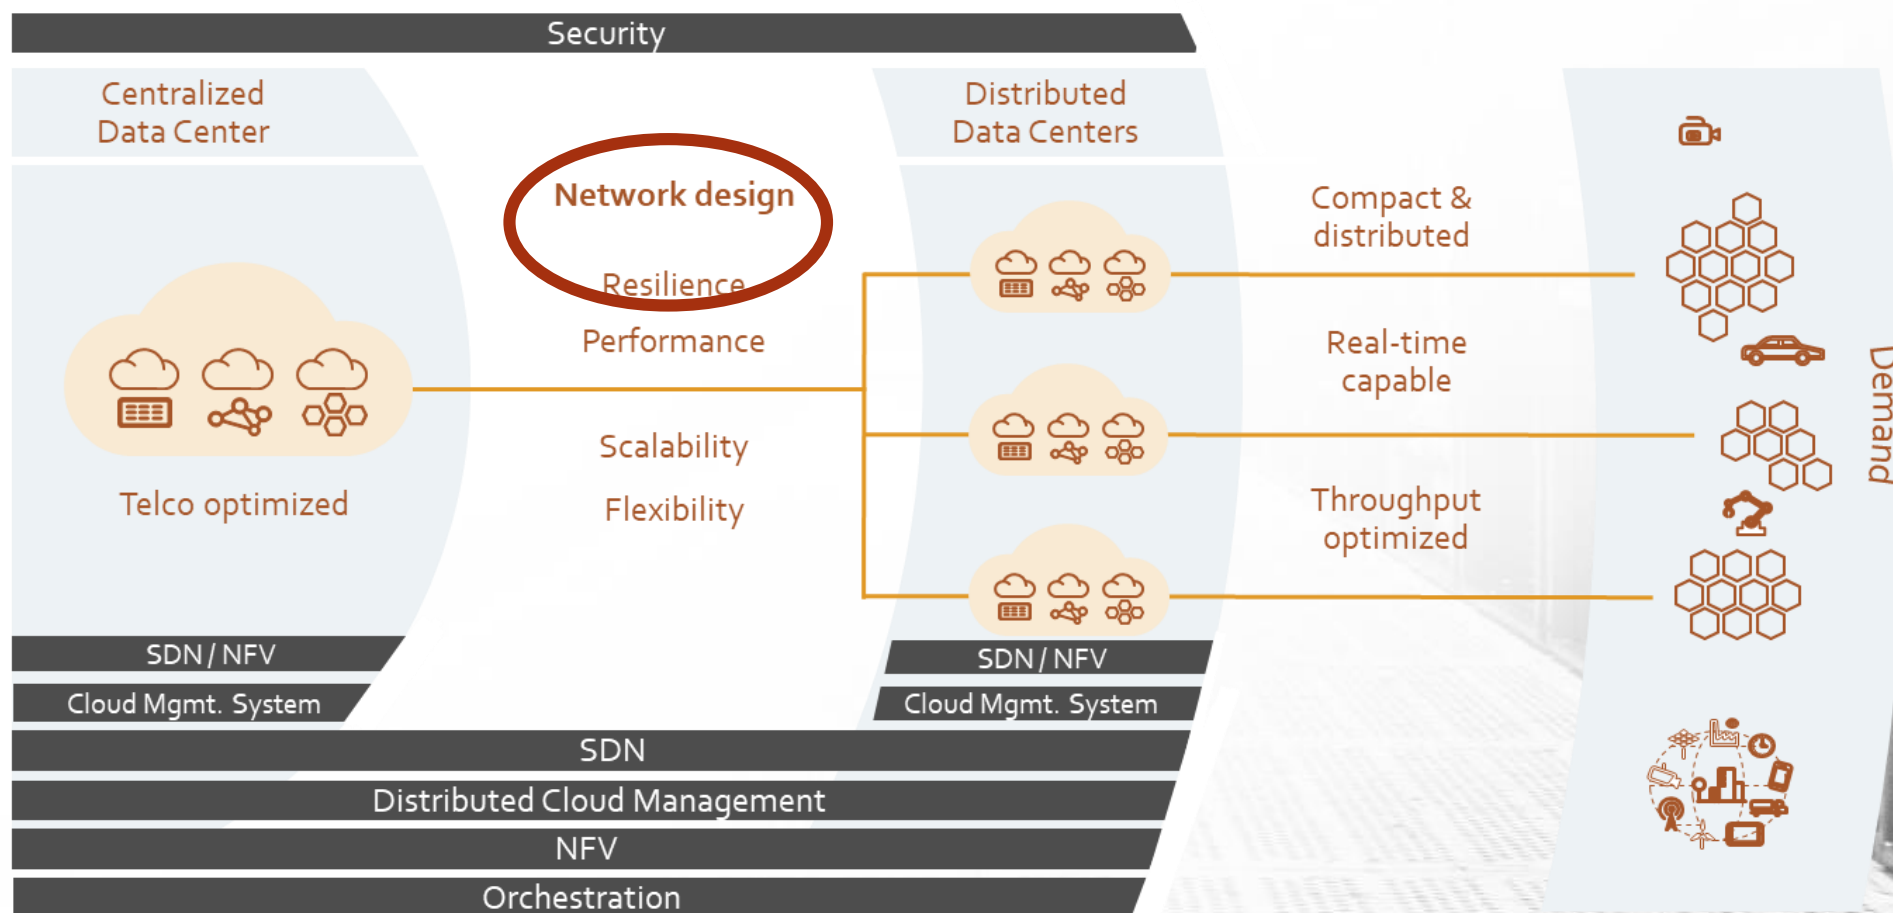 Security
Centralized
Data Center
Distributed
Data Centers
Network design
Resilience
Performance
Scalability
Flexibility
Telco optimized
Compact &
distributed
Real-time
capable
Throughput
optimized
Demand
SDN / NFV
Cloud Mgmt. System
SDN / NFV
Cloud Mgmt. System
SDN
Distributed Cloud Management
NFV
Orchestration